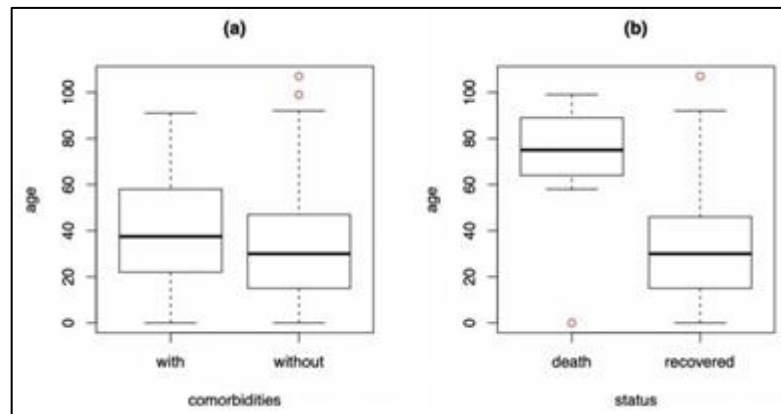 (a)
age
100
80
60
40
20
0
with without
comorbidities
(b)
age
100
80
60
40
20
0
death recovered
status